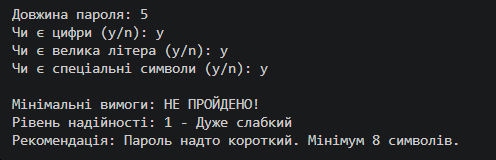 Довжина пароля: 5
Чи є цифри (y/n): y
Чи є велика літера (y/n): y
Чи є спеціальні символи (y/n): y

Мінімальні вимоги: НЕ ПРОЙДЕНО!
Рівень надійності: 1 - Дуже слабкий
Рекомендація: Пароль надто короткий. Мінімум 8 символів.